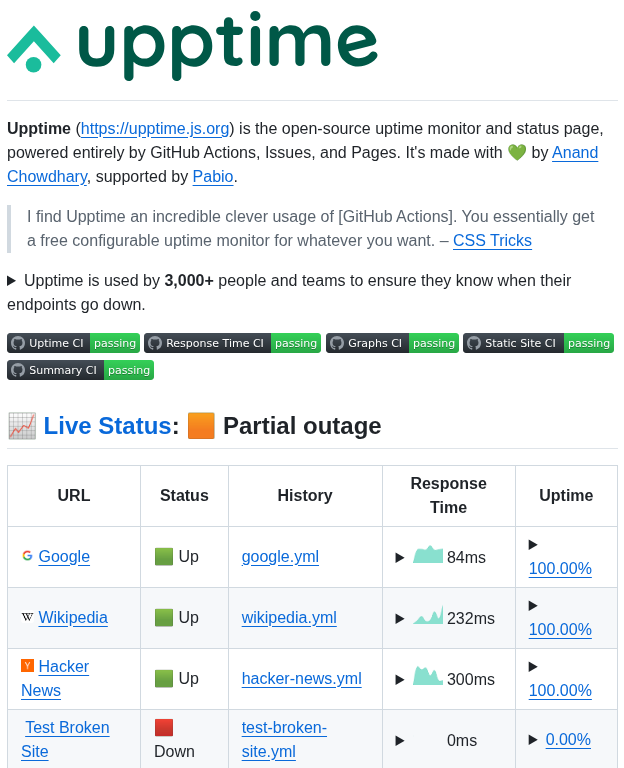 upptime
Upptime (https://upptime.js.org) is the open-source uptime monitor and status page,
powered entirely by GitHub Actions, Issues, and Pages. It's made with 💚 by Anand
Chowdhary, supported by Pabio.
I find Upptime an incredible clever usage of [GitHub Actions]. You essentially get
a free configurable uptime monitor for whatever you want. – CSS Tricks
Upptime is used by 3,000+ people and teams to ensure they know when their
endpoints go down.
Uptime CI passing Response Time CI passing Graphs CI passing Static Site CI passing
Summary CI passing
📈 Live Status: 🟧 Partial outage
URL Status History Response Time Uptime
Google 🟩 Up google.yml 84ms 100.00%
Wikipedia 🟩 Up wikipedia.yml 232ms 100.00%
Hacker News 🟩 Up hacker-news.yml 300ms 100.00%
Test Broken Site 🟥 Down test-broken-site.yml 0ms 0.00%